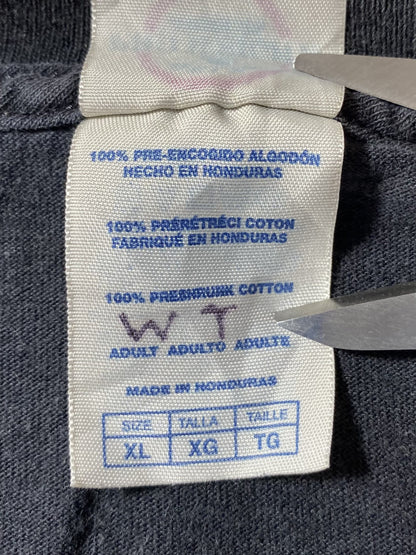 100% PRE-ENCOGIDO ALGODÓN
HECHO EN HONDURAS
100% PRÉRÉTRÉCI COTON
FABRIQUÉ EN HONDURAS
100% PRESHRUNK COTTON
W T
ADULT ADULTO ADULTE
MADE IN HONDURAS
SIZE TALLA TAILLE
XL XG TG